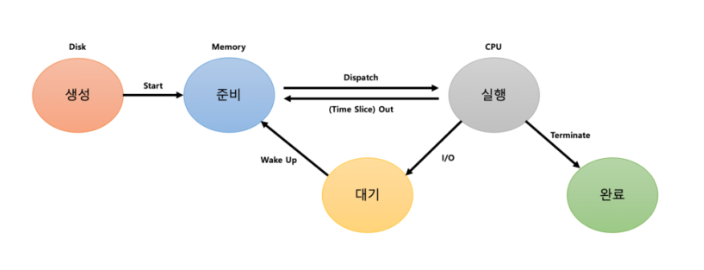 Disk
Memory
CPU
생성
Start
준비
Dispatch
(Time Slice) Out
실행
Wake Up
I/O
Terminate
대기
완료